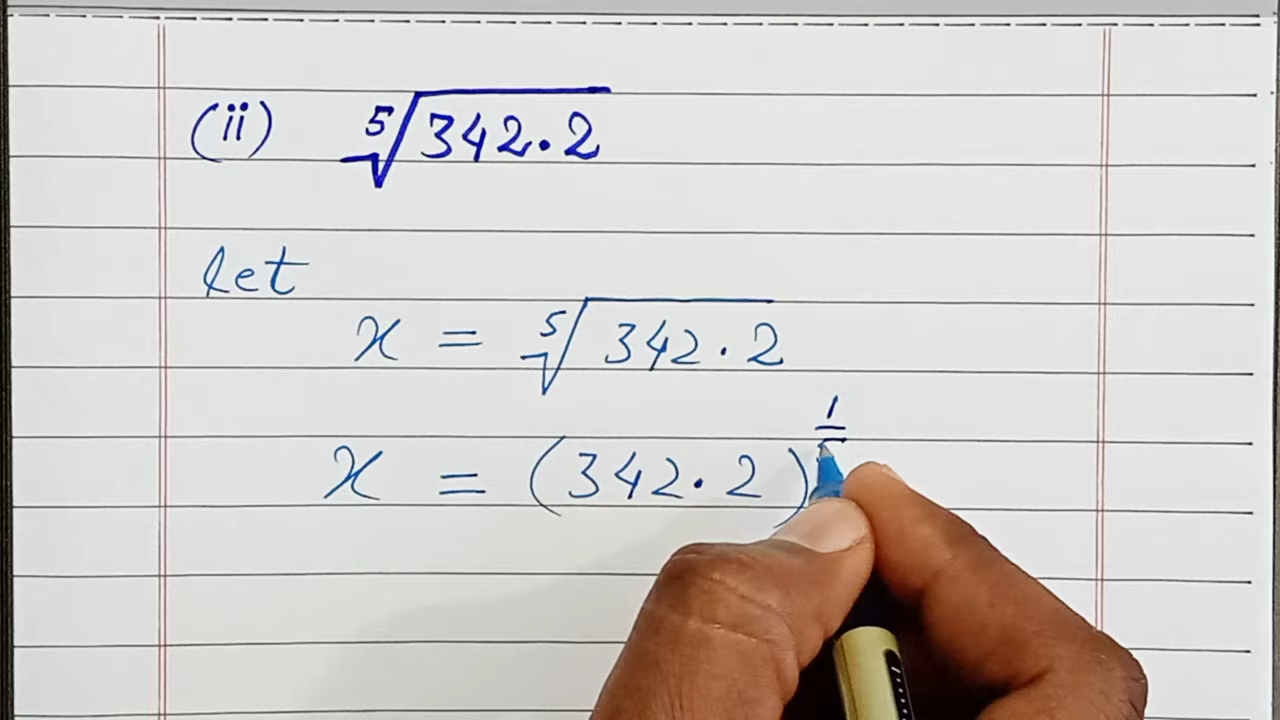 (ii) ⁵√342.2
let
x = ⁵√342.2
x = (342.2)^1/5